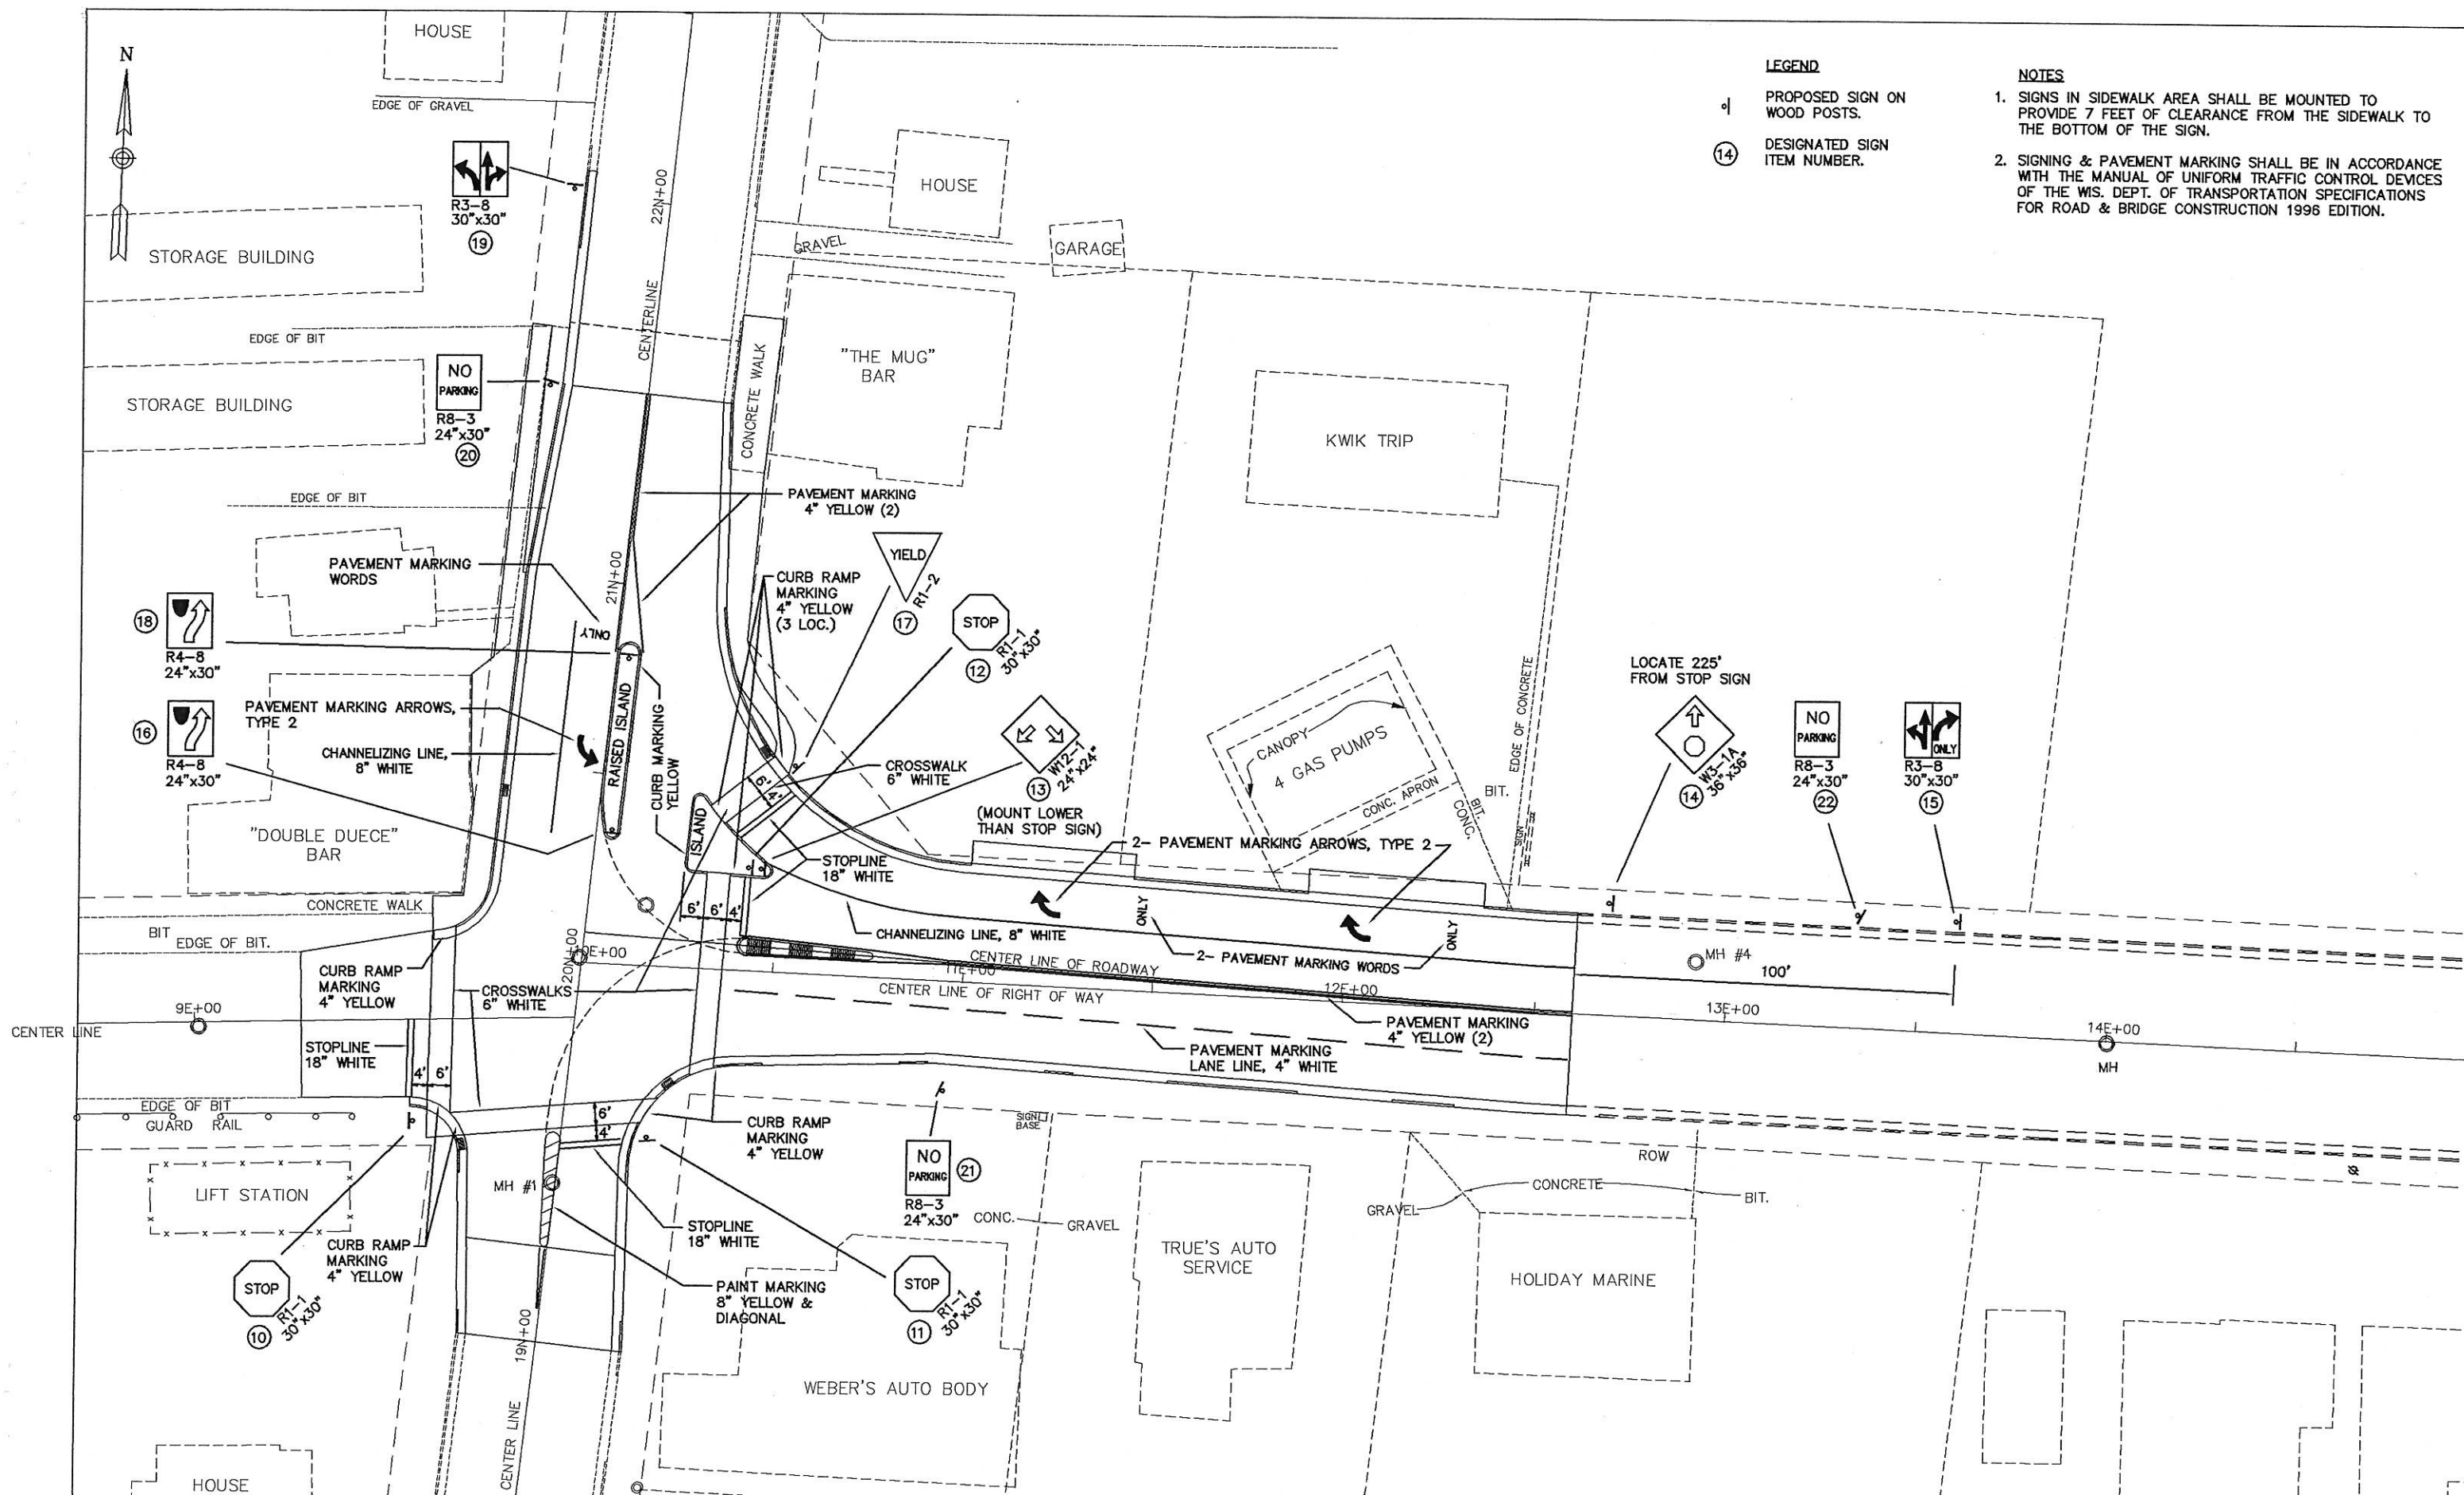 HOUSE
N
EDGE OF GRAVEL
R3-8
30"x30"
19
STORAGE BUILDING
22N+00
CENTERLINE
HOUSE
GRAVEL
GARAGE
LEGEND
PROPOSED SIGN ON
WOOD POSTS.
14
DESIGNATED SIGN
ITEM NUMBER.
NOTES
1. SIGNS IN SIDEWALK AREA SHALL BE MOUNTED TO
PROVIDE 7 FEET OF CLEARANCE FROM THE SIDEWALK TO
THE BOTTOM OF THE SIGN.
2. SIGNING & PAVEMENT MARKING SHALL BE IN ACCORDANCE
WITH THE MANUAL OF UNIFORM TRAFFIC CONTROL DEVICES
OF THE WIS. DEPT. OF TRANSPORTATION SPECIFICATIONS
FOR ROAD & BRIDGE CONSTRUCTION 1996 EDITION.
EDGE OF BIT
NO
PARKING
R8-3
24"x30"
20
STORAGE BUILDING
CONCRETE WALK
"THE MUG"
BAR
KWIK TRIP
EDGE OF BIT
PAVEMENT MARKING
4" YELLOW (2)
PAVEMENT MARKING
WORDS
21N+00
ONLY
CURB RAMP
MARKING
4" YELLOW
(3 LOC.)
YIELD
R1-2
17
STOP
R1-1
30"x30"
12
18
R4-8
24"x30"
16
R4-8
24"x30"
PAVEMENT MARKING ARROWS,
TYPE 2
CHANNELIZING LINE,
8" WHITE
RAISED ISLAND
CURB MARKING
YELLOW
ISLAND
6'
4'
CROSSWALK
6" WHITE
W12-1
24"x24"
13
(MOUNT LOWER
THAN STOP SIGN)
STOPLINE
18" WHITE
2- PAVEMENT MARKING ARROWS, TYPE 2
CANOPY
4 GAS PUMPS
CONC. APRON
BIT.
CONC.
BIT.
EDGE OF CONCRETE
SIGN
LOCATE 225'
FROM STOP SIGN
W3-1A
36"x36"
14
NO
PARKING
R8-3
24"x30"
22
ONLY
R3-8
30"x30"
15
"DOUBLE DUECE"
BAR
CONCRETE WALK
BIT
EDGE OF BIT.
6'
6'
4'
CHANNELIZING LINE, 8" WHITE
ONLY
ONLY
2- PAVEMENT MARKING WORDS
CENTER LINE OF ROADWAY
11E+00
CENTER LINE OF RIGHT OF WAY
20N+00
10E+00
CURB RAMP
MARKING
4" YELLOW
CROSSWALKS
6" WHITE
12E+00
MH #4
100'
13E+00
14E+00
MH
9E+00
CENTER LINE
STOPLINE
18" WHITE
4'
6'
PAVEMENT MARKING
4" YELLOW (2)
PAVEMENT MARKING
LANE LINE, 4" WHITE
EDGE OF BIT
GUARD RAIL
6'
4'
CURB RAMP
MARKING
4" YELLOW
SIGN
BASE
NO
PARKING
R8-3
24"x30"
21
LIFT STATION
MH #1
ROW
CONCRETE
BIT.
GRAVEL
CONC.
GRAVEL
STOPLINE
18" WHITE
CURB RAMP
MARKING
4" YELLOW
STOP
R1-1
30"x30"
10
PAINT MARKING
8" YELLOW &
DIAGONAL
STOP
R1-1
30"x30"
11
TRUE'S AUTO
SERVICE
HOLIDAY MARINE
19N+00
CENTER LINE
WEBER'S AUTO BODY
HOUSE